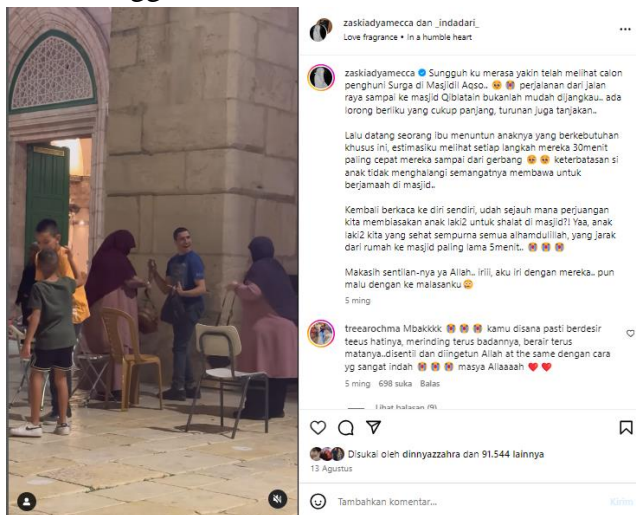 zaskiadyamecca dan _indadari_
Love fragrance • In a humble heart
zaskiadyamecca Sungguh ku merasa yakin telah melihat calon
penghuni Surga di Masjidil Aqso.. 😖 😭 perjalanan dari jalan
raya sampai ke masjid Qiblatain bukanlah mudah dijangkau.. ada
lorong berliku yang cukup panjang, turunan juga tanjakan..
Lalu datang seorang ibu menuntun anaknya yang berkebutuhan
khusus ini, estimasiku melihat setiap langkah mereka 30menit
paling cepat mereka sampai dari gerbang 😖 😖 keterbatasan si
anak tidak menghalangi semangatnya membawa untuk
berjamaah di masjid..
Kembali berkaca ke diri sendiri, udah sejauh mana perjuangan
kita membiasakan anak laki2 untuk shalat di masjid?! Yaa, anak
laki2 kita yang sehat sempurna semua alhamdulillah, yang jarak
dari rumah ke masjid paling lama 5menit.. 😭 😭 😭
Makasih sentilan-nya ya Allah.. iriii, aku iri dengan mereka.. pun
malu dengan ke malasanku 😩
5 ming
treearochma Mbakkkk 😭 😭 😭 kamu disana pasti berdesir
teeus hatinya, merinding terus badannya, berair terus
matanya..disentil dan diingetun Allah at the same dengan cara
yg sangat indah 😭 😭 😭 masya Allaaaah ❤️ ❤️
5 ming 698 suka Balas
Lihat balasan (9)
Disukai oleh dinnyazzahra dan 91.544 lainnya
13 Agustus
Tambahkan komentar...
Kirim